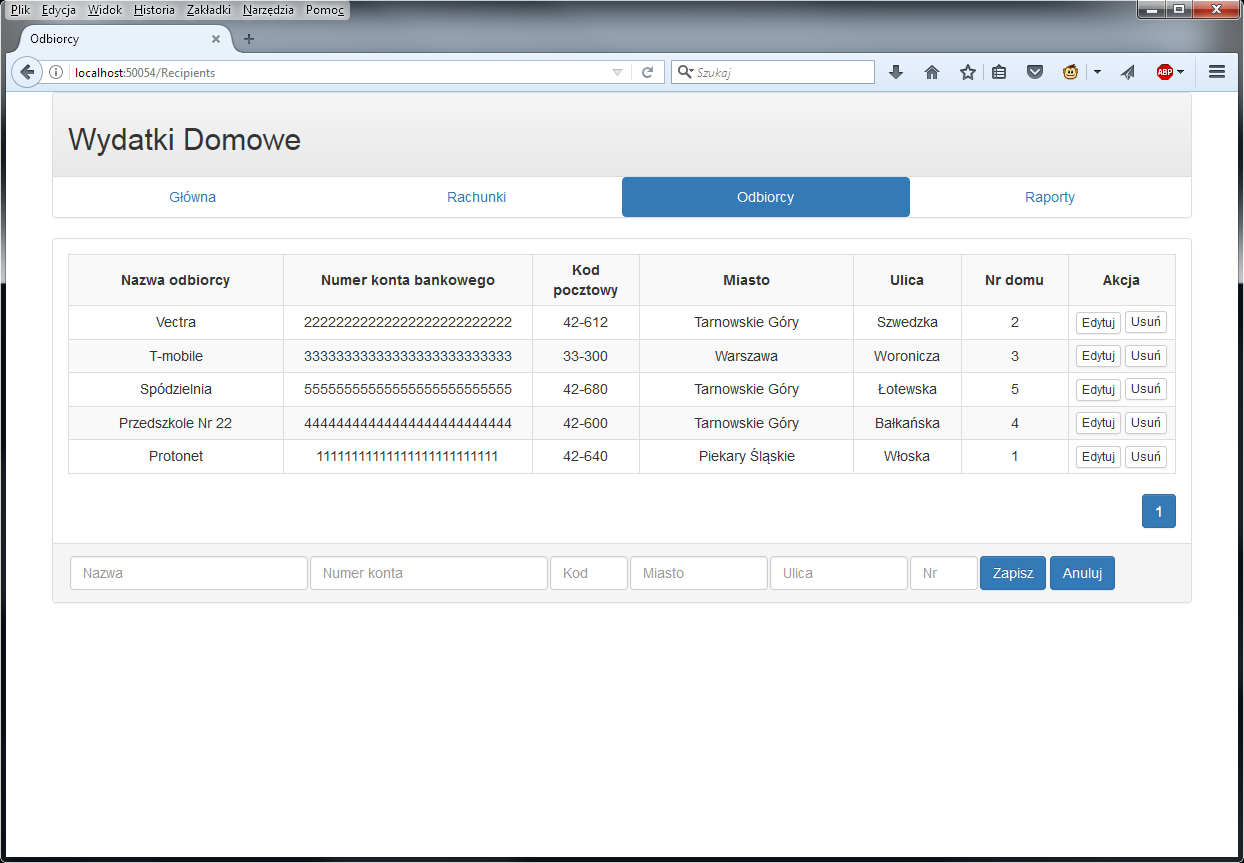 Plik Edycja Widok Historia Zakładki Narzędzia Pomoc
Odbiorcy
localhost:50054/Recipients
Szukaj
ABP
Wydatki Domowe
Główna Rachunki Odbiorcy Raporty
Nazwa odbiorcy Numer konta bankowego Kod pocztowy Miasto Ulica Nr domu Akcja
Vectra 22222222222222222222222222 42-612 Tarnowskie Góry Szwedzka 2 Edytuj Usuń
T-mobile 33333333333333333333333333 33-300 Warszawa Woronicza 3 Edytuj Usuń
Spódzielnia 55555555555555555555555555 42-680 Tarnowskie Góry Łotewska 5 Edytuj Usuń
Przedszkole Nr 22 44444444444444444444444444 42-600 Tarnowskie Góry Bałkańska 4 Edytuj Usuń
Protonet 11111111111111111111111111 42-640 Piekary Śląskie Włoska 1 Edytuj Usuń
1
Nazwa Numer konta Kod Miasto Ulica Nr Zapisz Anuluj